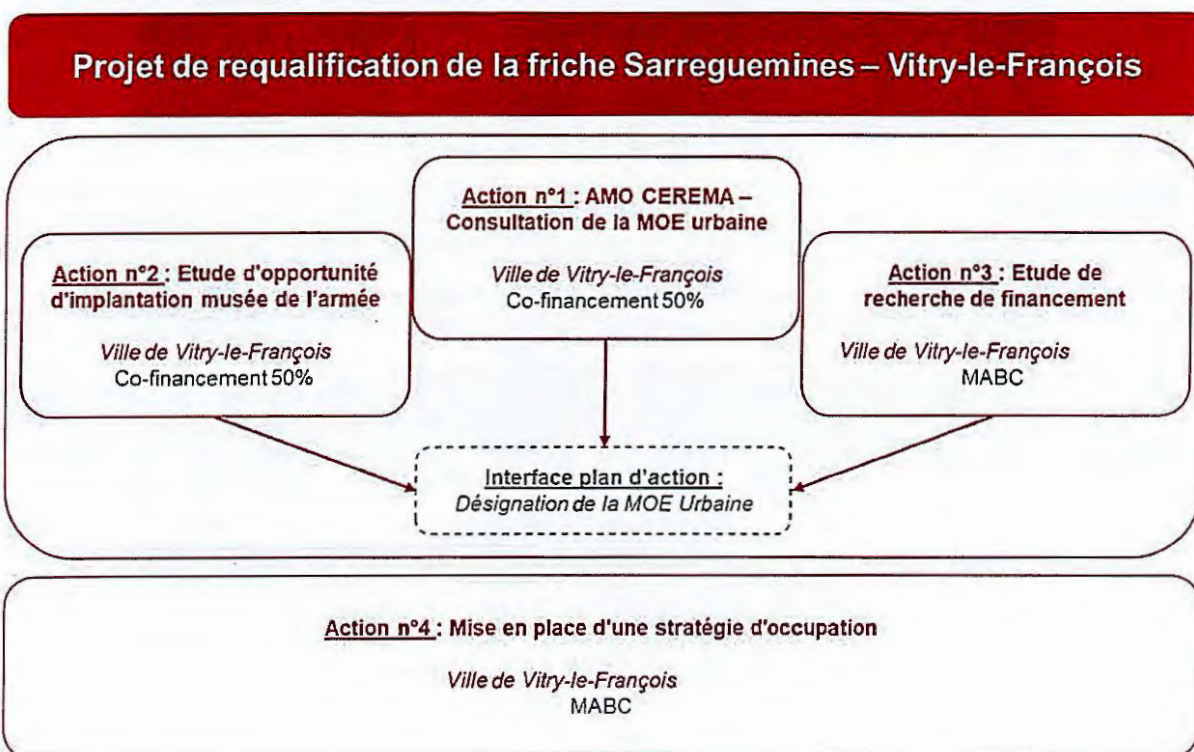 Projet de requalification de la friche Sarreguemines – Vitry-le-François
Action n°1 : AMO CEREMA –
Consultation de la MOE urbaine
Ville de Vitry-le-François
Co-financement 50%
Action n°2 : Etude d'opportunité
d'implantation musée de l'armée
Ville de Vitry-le-François
Co-financement 50%
Action n°3 : Etude de
recherche de financement
Ville de Vitry-le-François
MABC
Interface plan d'action :
Désignation de la MOE Urbaine
Action n°4 : Mise en place d'une stratégie d'occupation
Ville de Vitry-le-François
MABC